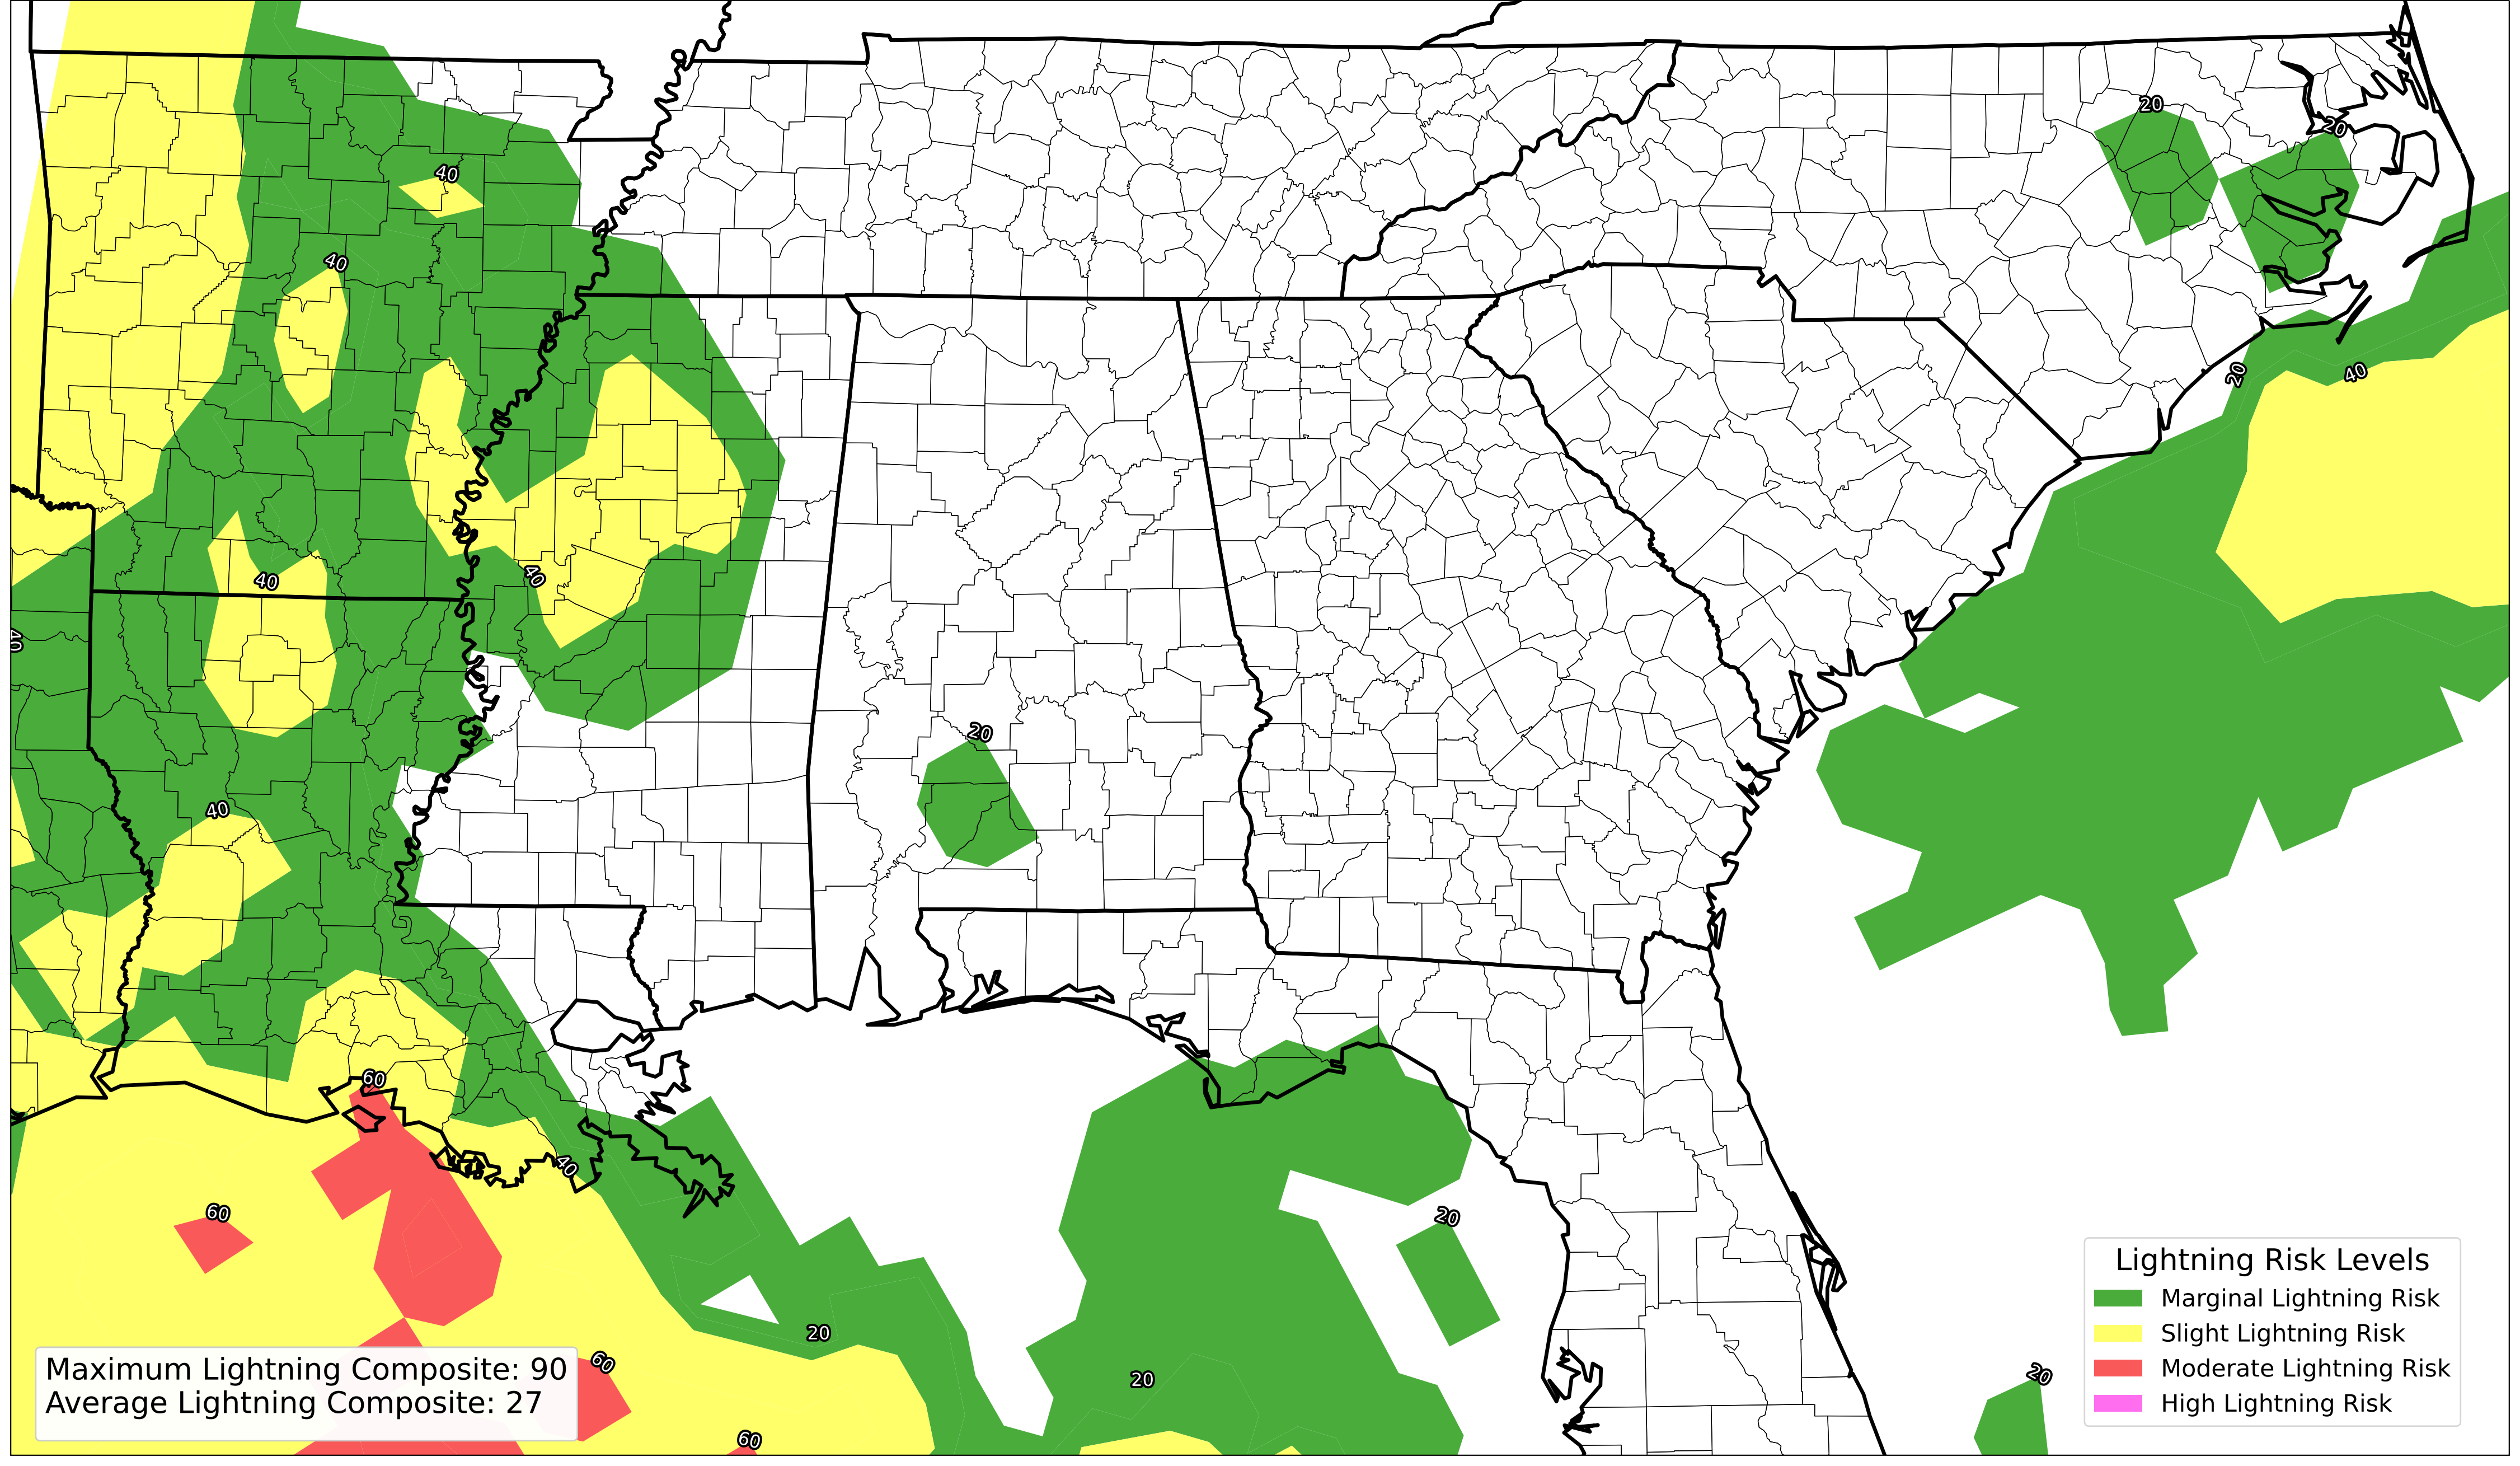 20
20
40
40
20
40
40
40
40
20
40
60
40
60
20
20
60
20
20
60
Lightning Risk Levels
Marginal Lightning Risk
Slight Lightning Risk
Moderate Lightning Risk
High Lightning Risk
Maximum Lightning Composite: 90
Average Lightning Composite: 27